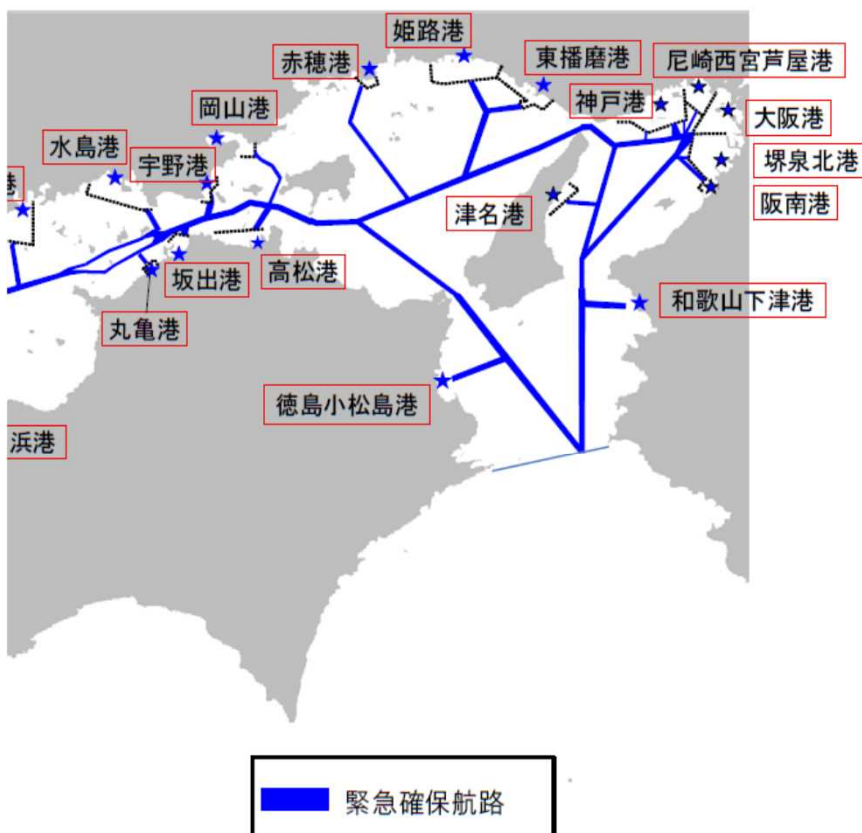 姫路港
赤穂港
東播磨港
尼崎西宮芦屋港
岡山港
神戸港
大阪港
水島港
宇野港
堺泉北港
港
津名港
阪南港
坂出港
高松港
和歌山下津港
丸亀港
徳島小松島港
浜港
緊急確保航路